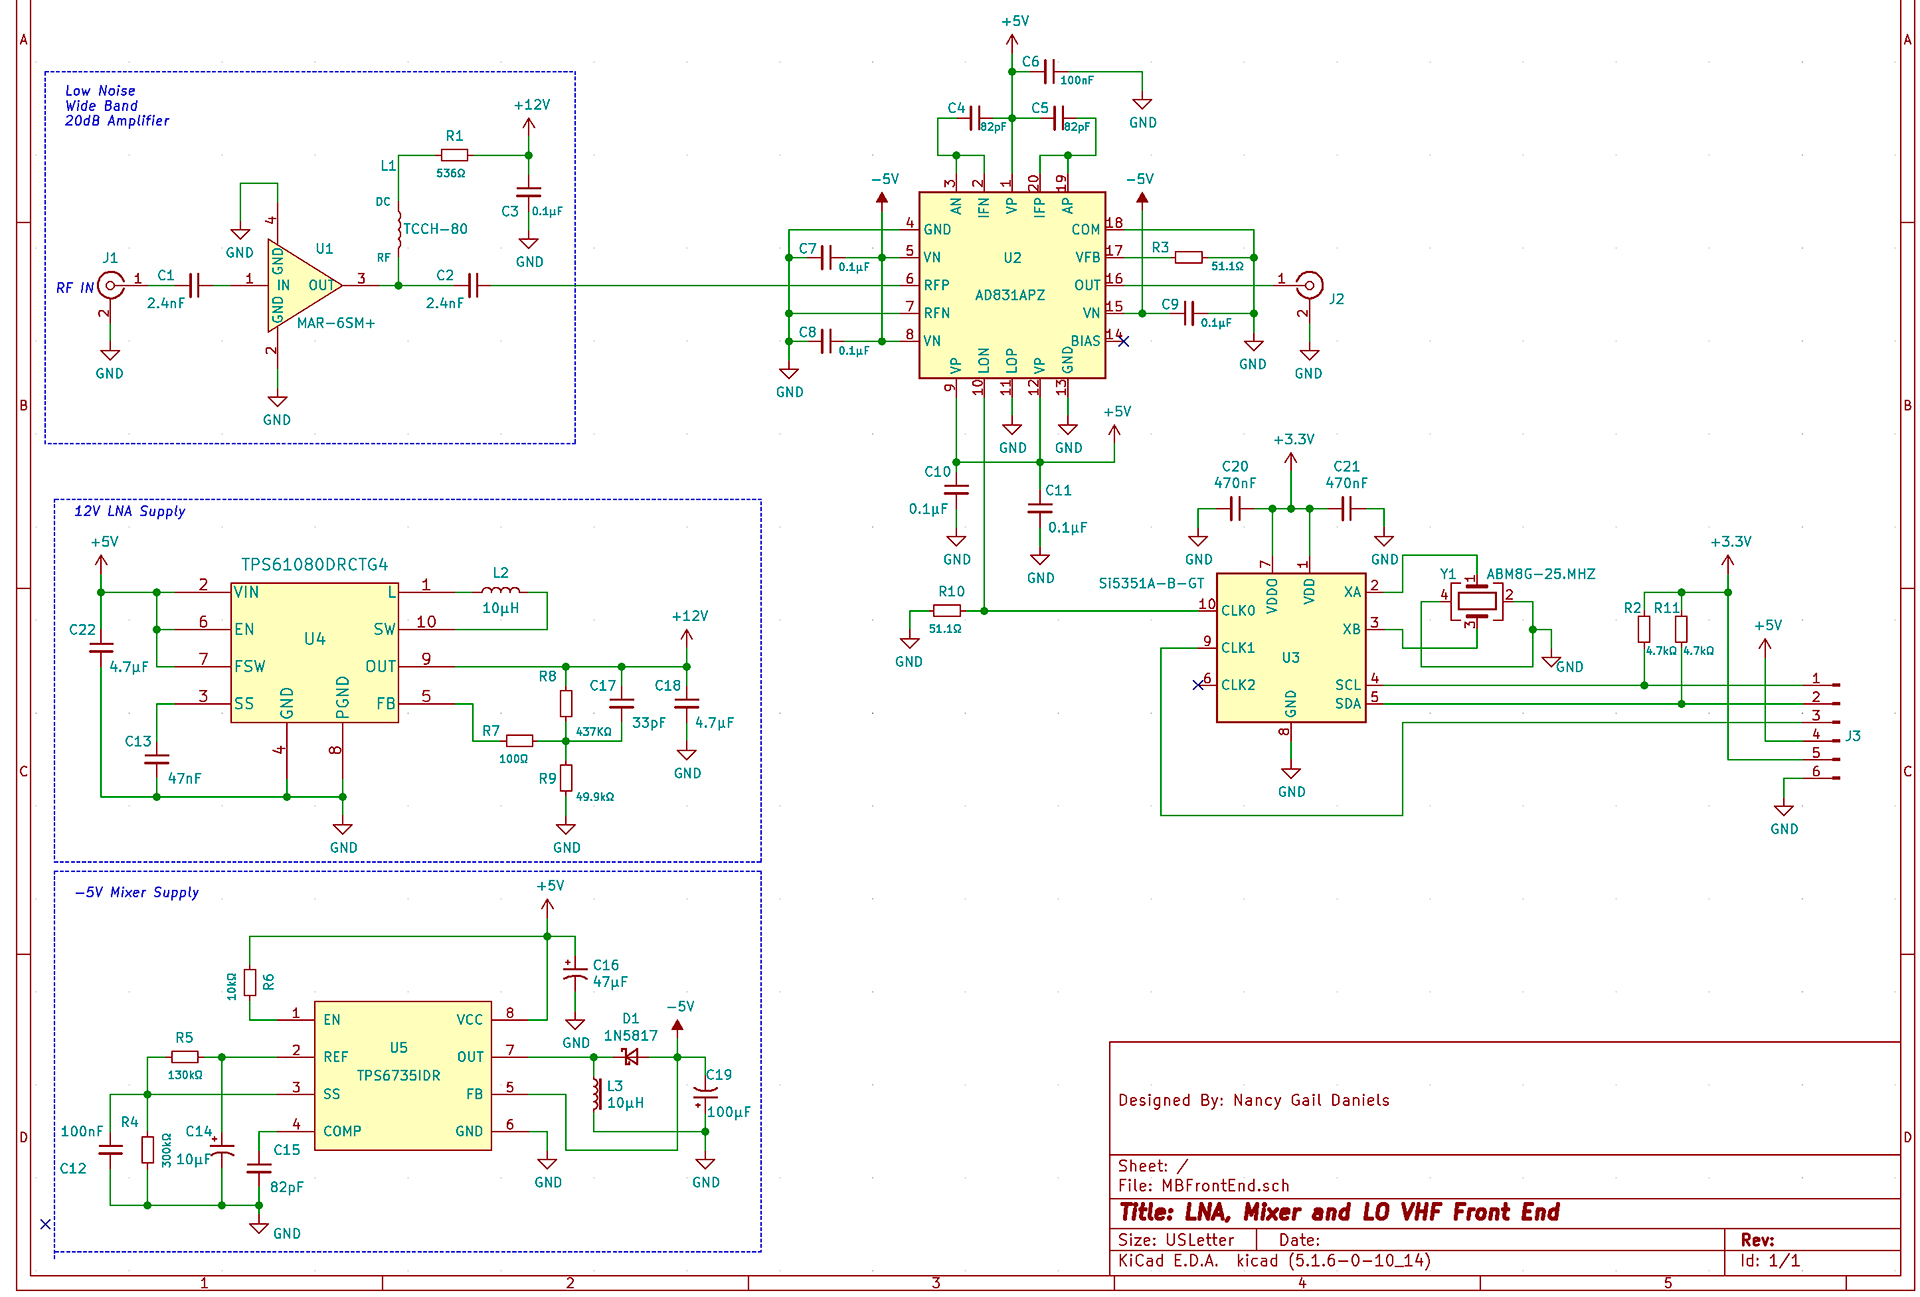 A
A
B
B
C
C
D
D
Low Noise
Wide Band
20dB Amplifier
+12V
R1
536Ω
L1
DC
TCCH-80
RF
C3
0.1µF
GND
GND
4
U1
J1
RF IN
1
2
GND
C1
2.4nF
1
IN
OUT
GND
GND
3
MAR-6SM+
2
GND
C2
2.4nF
+5V
C6
100nF
GND
C4
82pF
C5
82pF
-5V
-5V
3
2
1
20
19
AN
IFN
VP
IFP
AP
4
GND
5
VN
6
RFP
7
RFN
8
VN
U2
AD831APZ
COM
18
VFB
17
OUT
16
VN
15
BIAS
14
VP
LON
LOP
VP
GND
9
10
11
12
13
C7
0.1µF
C8
0.1µF
GND
R3
51.1Ω
C9
0.1µF
GND
1
J2
2
GND
GND
GND
+5V
C10
0.1µF
GND
C11
0.1µF
GND
R10
51.1Ω
GND
+3.3V
C20
470nF
C21
470nF
GND
GND
Si5351A-B-GT
7
1
VDDO
VDD
10
CLK0
9
CLK1
6
CLK2
U3
XA
2
XB
3
SCL
4
SDA
5
GND
8
GND
Y1
ABM8G-25.MHZ
1
4
2
3
GND
+3.3V
R2
R11
4.7kΩ
4.7kΩ
+5V
1
2
3
4
5
6
J3
GND
12V LNA Supply
+5V
TPS61080DRCTG4
2
VIN
6
EN
7
FSW
3
SS
U4
L
1
SW
10
OUT
9
FB
5
GND
PGND
4
8
L2
10µH
C22
4.7µF
C13
47nF
GND
+12V
R8
437KΩ
C17
33pF
C18
4.7µF
GND
R7
100Ω
R9
49.9kΩ
GND
-5V Mixer Supply
+5V
C16
47µF
GND
R6
10kΩ
1
EN
2
REF
3
SS
4
COMP
U5
TPS6735IDR
VCC
8
OUT
7
FB
5
GND
6
R5
130kΩ
100nF
C12
R4
300kΩ
C14
10µF
C15
82pF
GND
D1
1N5817
-5V
L3
10µH
C19
100µF
GND
GND
Designed By: Nancy Gail Daniels
Sheet: /
File: MBFrontEnd.sch
Title: LNA, Mixer and LO VHF Front End
Size: USLetter
Date:
Rev:
KiCad E.D.A. kicad (5.1.6-0-10_14)
Id: 1/1
1
2
3
4
5